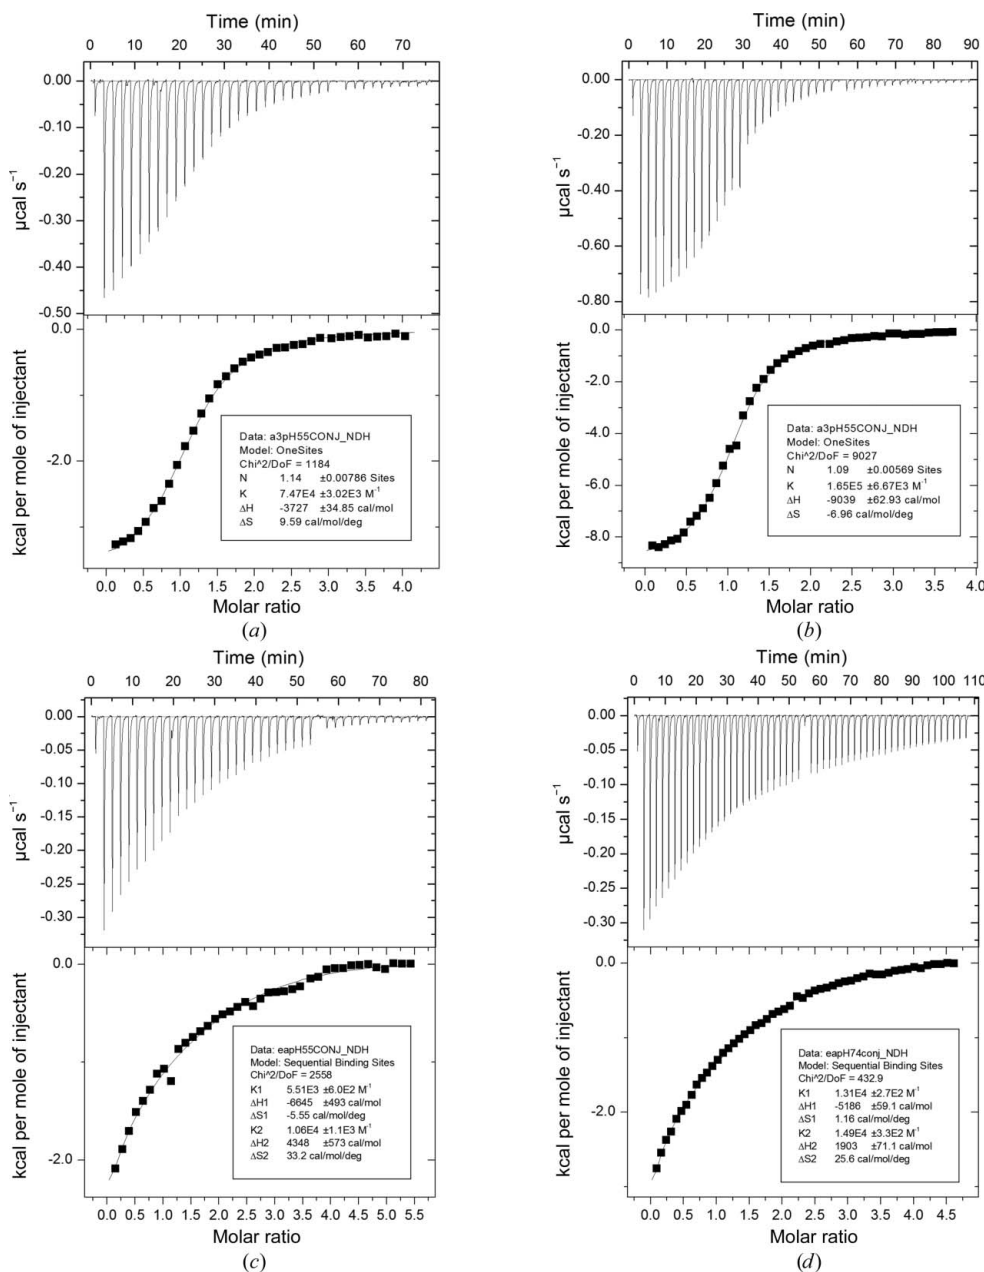 Time (min)
0 10 20 30 40 50 60 70
0.00
-0.10
-0.20
-0.30
-0.40
-0.50
µcal s⁻¹
0.0
-2.0
kcal per mole of injectant
Data: a3pH55CONJ_NDH
Model: OneSites
Chi^2/DoF = 1184
N 1.14 ±0.00786 Sites
K 7.47E4 ±3.02E3 M⁻¹
ΔH -3727 ±34.85 cal/mol
ΔS 9.59 cal/mol/deg
0.0 0.5 1.0 1.5 2.0 2.5 3.0 3.5 4.0
Molar ratio
(a)
Time (min)
0 10 20 30 40 50 60 70 80 90
0.00
-0.20
-0.40
-0.60
-0.80
µcal s⁻¹
0.0
-2.0
-4.0
-6.0
-8.0
kcal per mole of injectant
Data: a3pH55CONJ_NDH
Model: OneSites
Chi^2/DoF = 9027
N 1.09 ±0.00569 Sites
K 1.65E5 ±6.67E3 M⁻¹
ΔH -9039 ±62.93 cal/mol
ΔS -6.96 cal/mol/deg
0.0 0.5 1.0 1.5 2.0 2.5 3.0 3.5 4.0
Molar ratio
(b)
Time (min)
0 10 20 30 40 50 60 70 80
0.00
-0.05
-0.10
-0.15
-0.20
-0.25
-0.30
µcal s⁻¹
0.0
-1.0
-2.0
kcal per mole of injectant
Data: eapH55CONJ_NDH
Model: Sequential Binding Sites
Chi^2/DoF = 2558
K1 5.51E3 ±6.0E2 M⁻¹
ΔH1 -6645 ±493 cal/mol
ΔS1 -5.55 cal/mol/deg
K2 1.06E4 ±1.1E3 M⁻¹
ΔH2 4348 ±573 cal/mol
ΔS2 33.2 cal/mol/deg
0.0 0.5 1.0 1.5 2.0 2.5 3.0 3.5 4.0 4.5 5.0 5.5
Molar ratio
(c)
Time (min)
0 10 20 30 40 50 60 70 80 90 100 110
0.00
-0.05
-0.10
-0.15
-0.20
-0.25
-0.30
µcal s⁻¹
0.0
-2.0
kcal per mole of injectant
Data: eapH74conj_NDH
Model: Sequential Binding Sites
Chi^2/DoF = 432.9
K1 1.31E4 ±2.7E2 M⁻¹
ΔH1 -5186 ±59.1 cal/mol
ΔS1 1.16 cal/mol/deg
K2 1.49E4 ±3.3E2 M⁻¹
ΔH2 1903 ±71.1 cal/mol
ΔS2 25.6 cal/mol/deg
0.0 0.5 1.0 1.5 2.0 2.5 3.0 3.5 4.0 4.5
Molar ratio
(d)